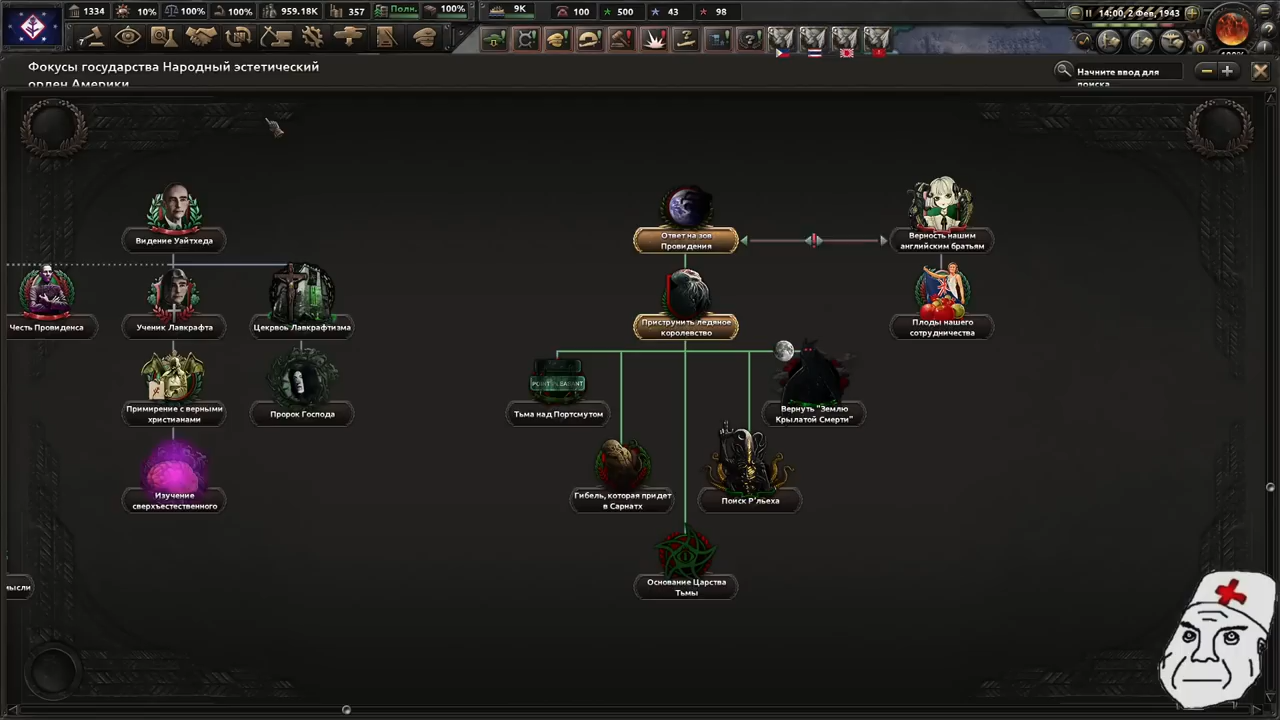 1334 10% 100% 100% 959.18K 357 Полн. 100% 9K 100 500 43 98 14:00, 2 Фев, 1943
Фокусы государства Народный эстетический
орден Америки
Начните ввод для
поиска
Видение Уайтхеда
Ответ на зов
Провидения
Верность нашим
английским братьям
Честь Провиденса
Ученик Лавкрафта
Церквоь Лавкрафтизма
Приструнить ледяное
королевство
Плоды нашего
сотрудничества
POINT PLEASANT
Примирение с верными
христианами
Пророк Господа
Тьма над Портсмутом
Вернуть "Землю
Крылатой Смерти"
Изучение
сверхъестественного
Гибель, которая придет
в Сарнатх
Поиск Р'льеха
мысли
Основание Царства
Тьмы